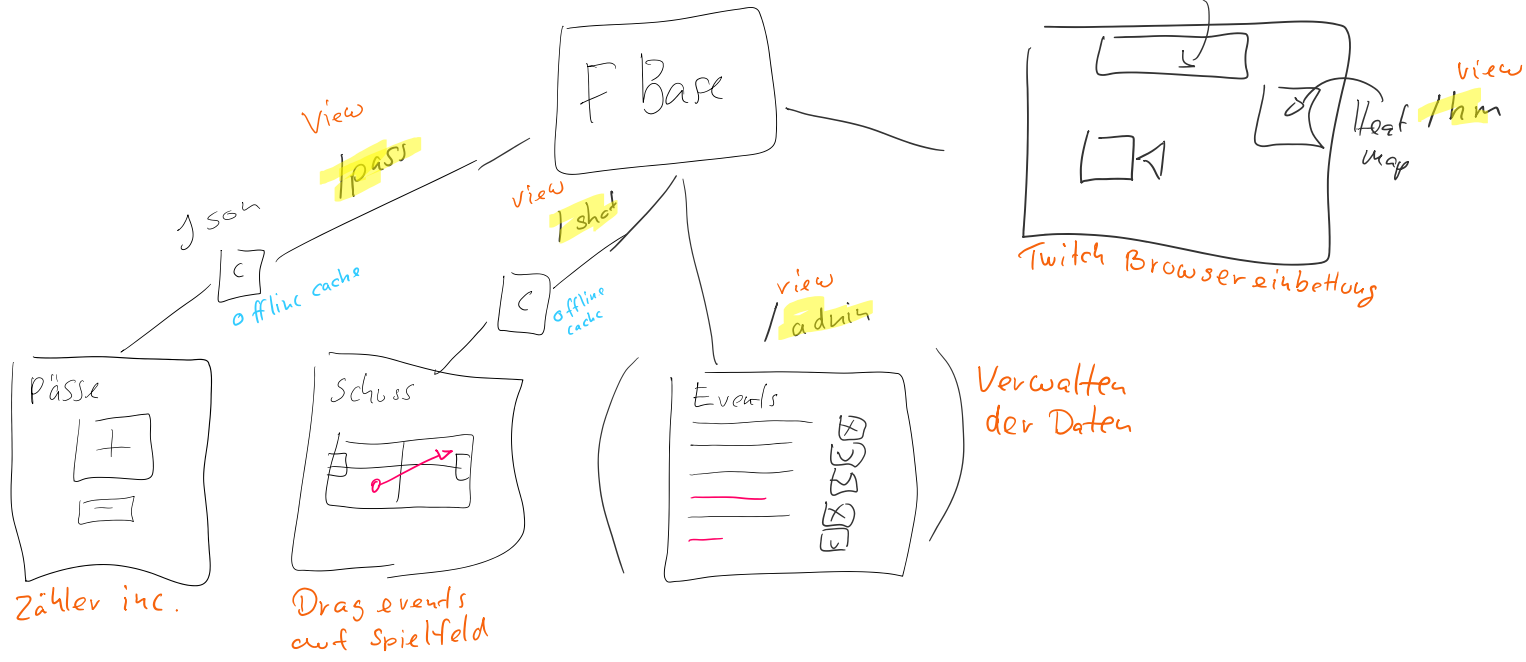 F Base
view
/hm
Heat
map
Twitch Browsereinbettung
View
/pass
Json
C
offline cache
view
/shot
C
offline
cache
view
/admin
Pässe
+
-
Zähler inc.
Schuss
Drag events
auf Spielfeld
Events
X
X
Verwalten
der Daten